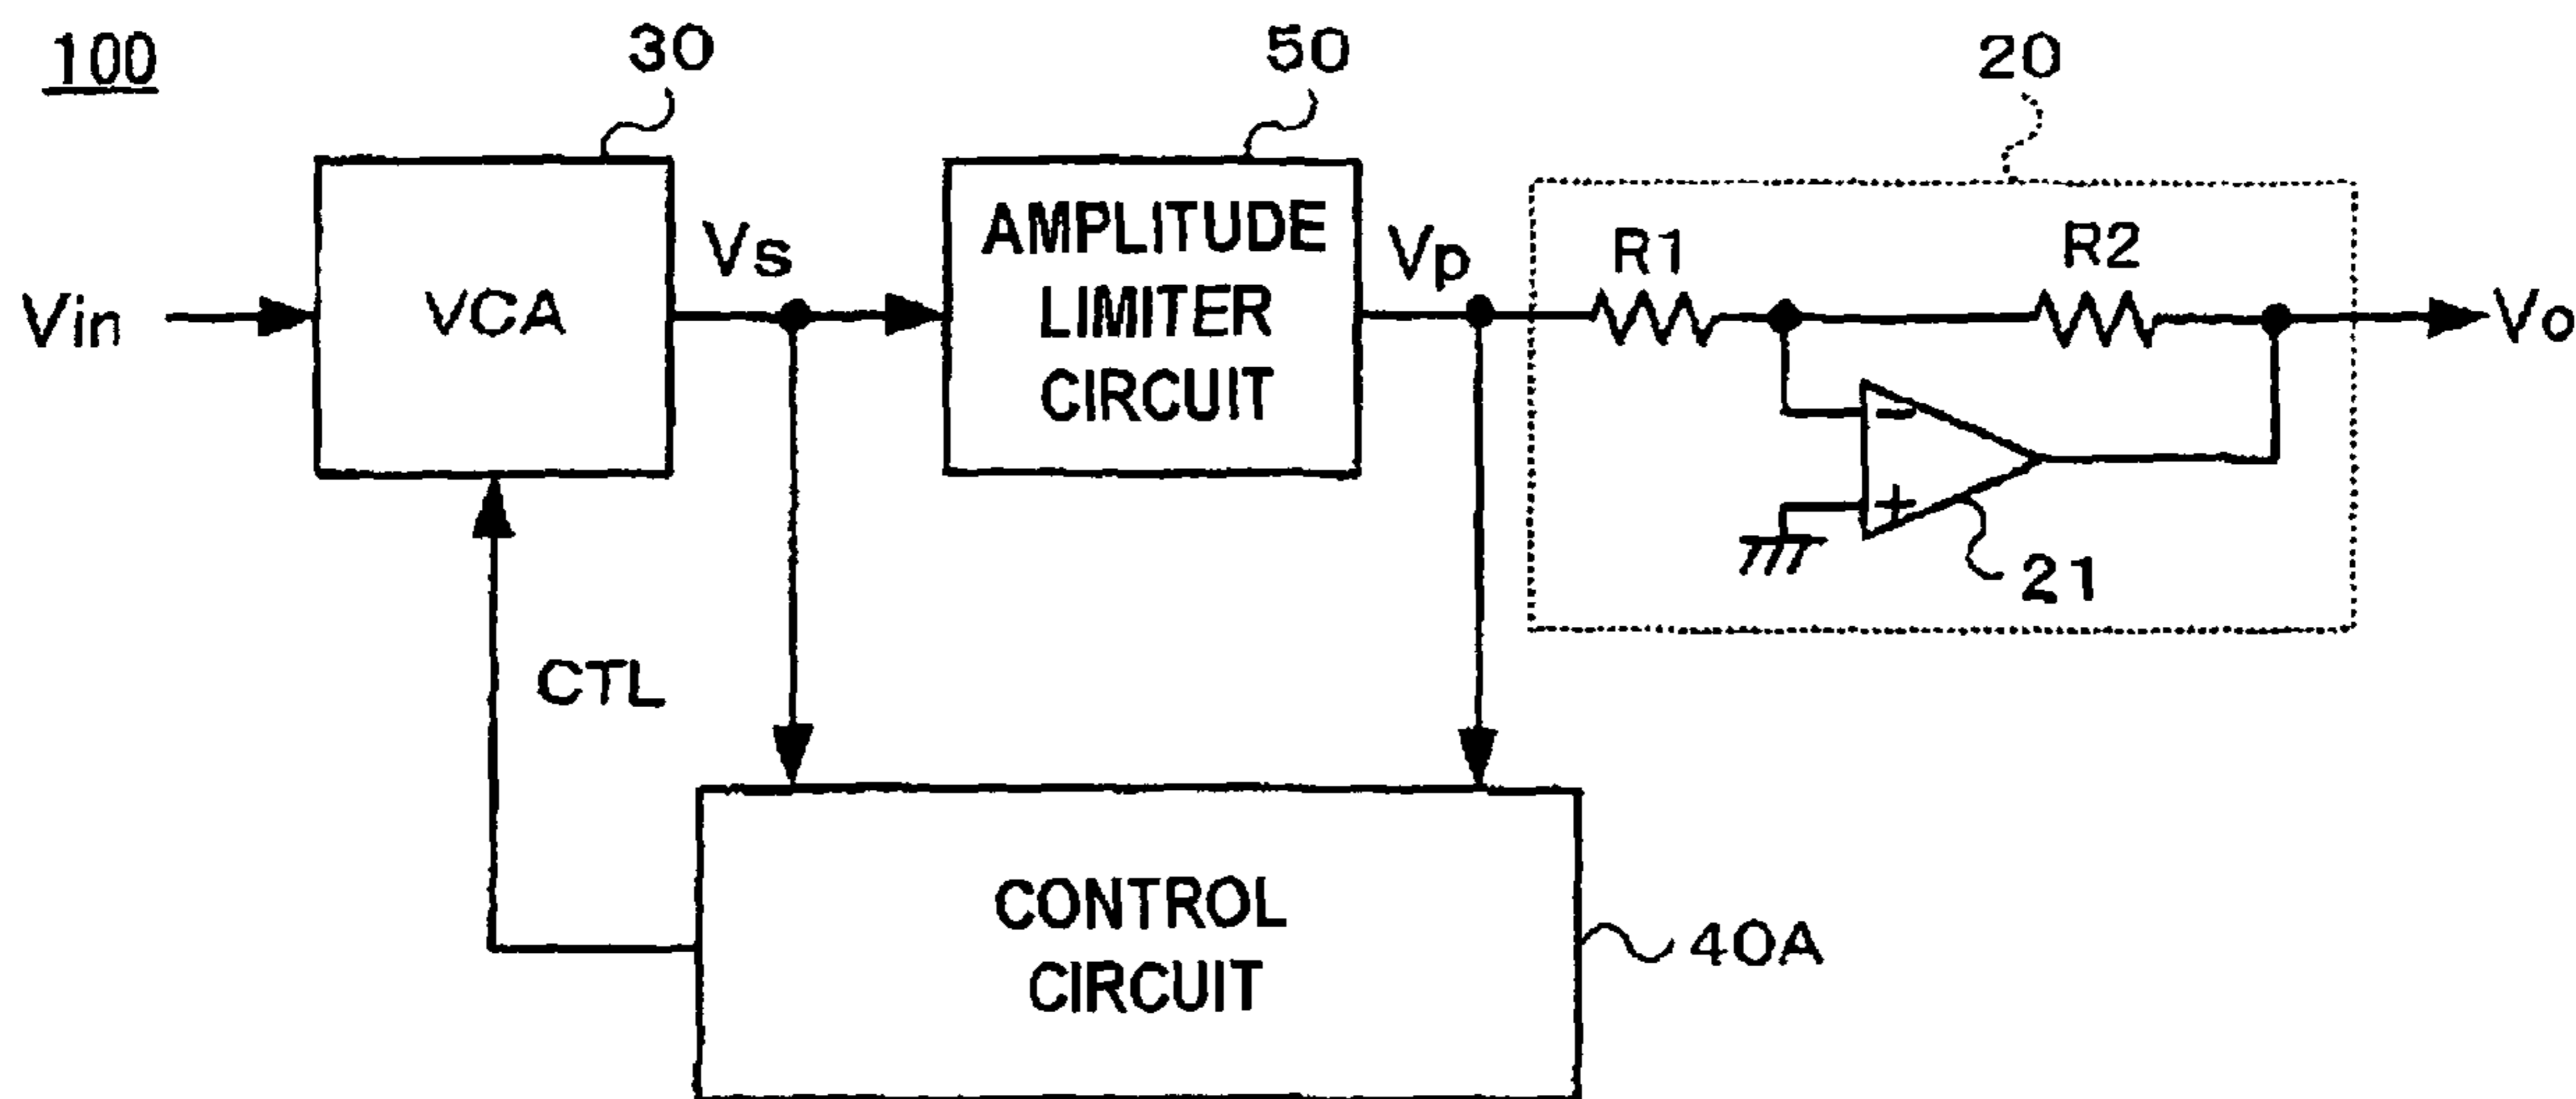 100
30
50
20
Vin
VCA
Vs
AMPLITUDE
LIMITER
CIRCUIT
Vp
R1
R2
Vo
−
+
21
CTL
CONTROL
CIRCUIT
40A